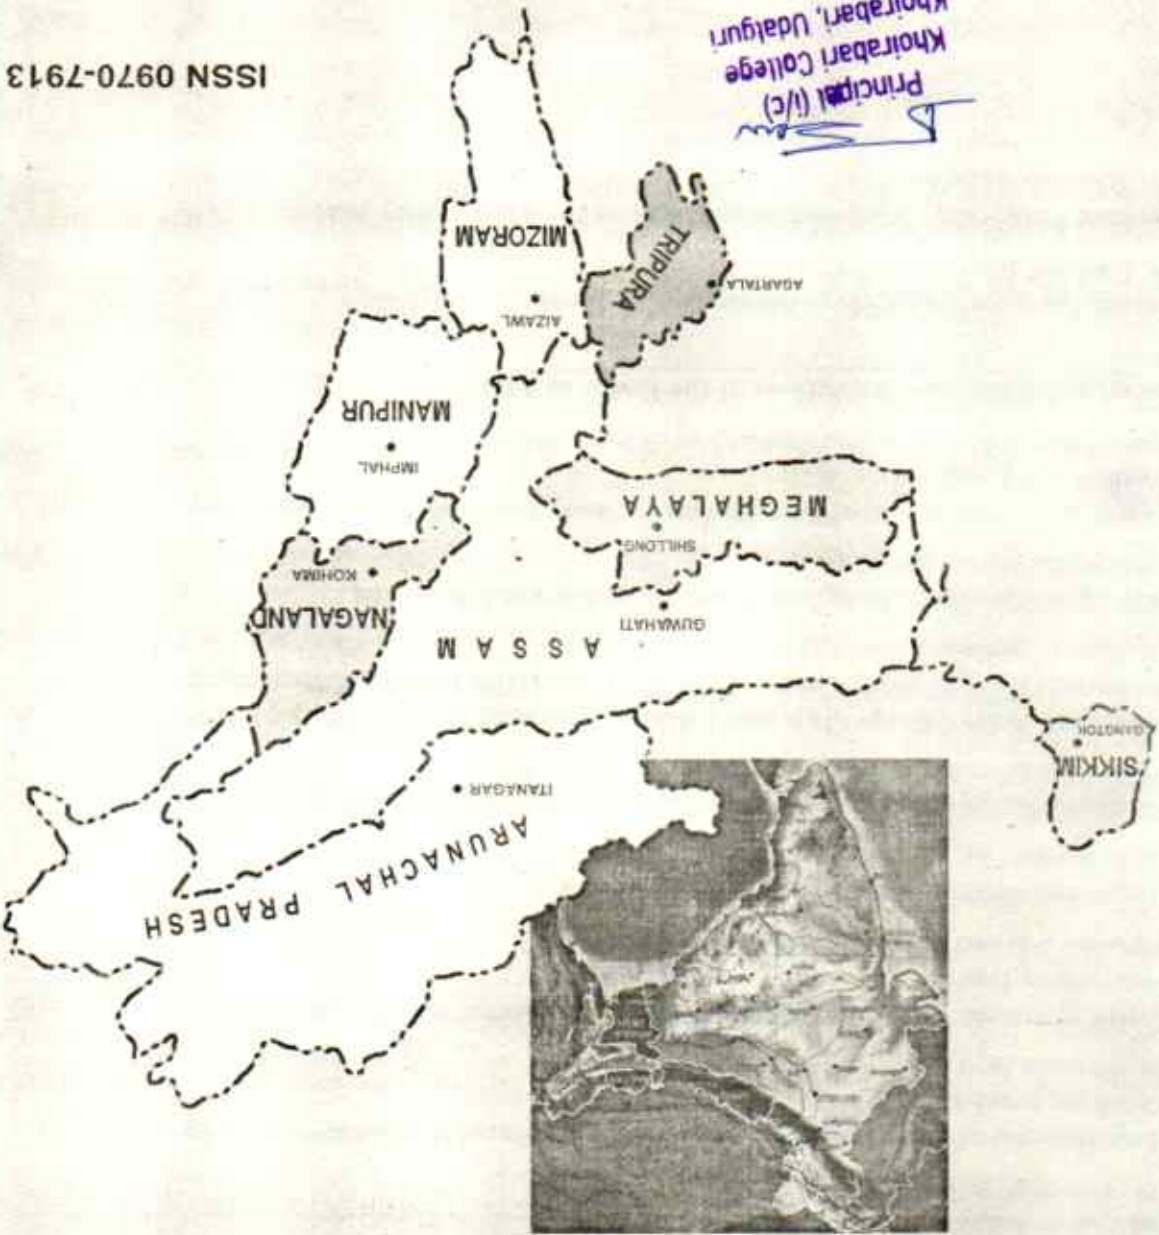 ARUNACHAL PRADESH
ITANAGAR
SIKKIM
GANGTOK
ASSAM
GUWAHATI
NAGALAND
KOHIMA
SHILLONG
MEGHALAYA
IMPHAL
MANIPUR
AIZAWL
AGARTALA
TRIPURA
MIZORAM
Principal (i/c)
Khoirabari College
Khoirabari, Udalguri
ISSN 0970-7913